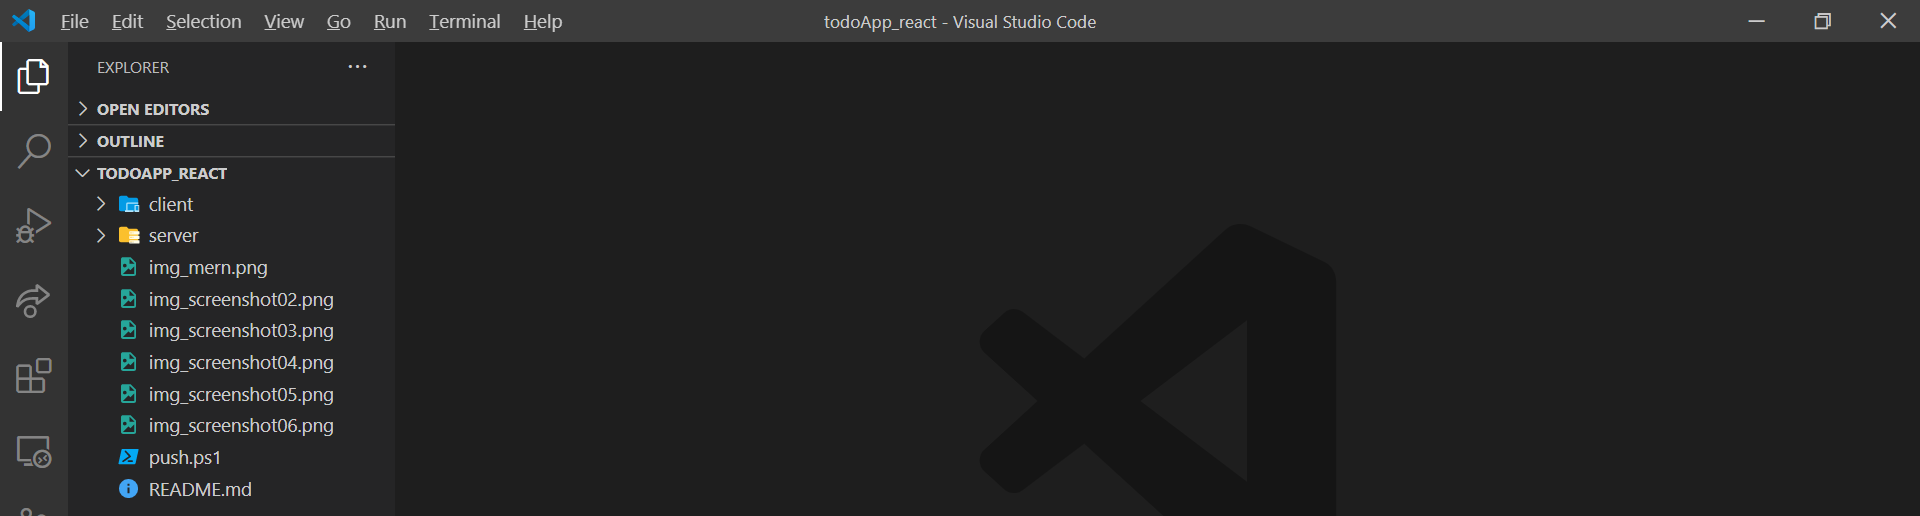 File Edit Selection View Go Run Terminal Help todoApp_react - Visual Studio Code
EXPLORER
OPEN EDITORS
OUTLINE
TODOAPP_REACT
client
server
img_mern.png
img_screenshot02.png
img_screenshot03.png
img_screenshot04.png
img_screenshot05.png
img_screenshot06.png
push.ps1
README.md